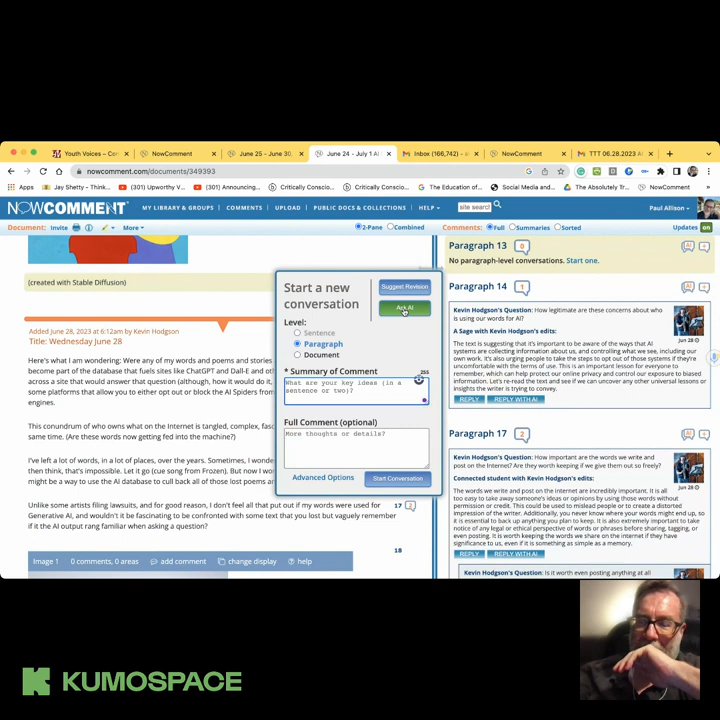 Youth Voices – Co
NowComment
June 25 - June 30,
June 24 - July 1 AI
Inbox (166,742) –
NowComment
TTT 06.28.2023 A
nowcomment.com/documents/349393
Apps
Jay Shetty - Think...
(301) Upworthy V...
(301) Announcing...
Critically Consciou...
Critical Consciou...
The Education of...
Social Media and...
The Absolutely Tr...
NowComment
NOWCOMMENT
MY LIBRARY & GROUPS
COMMENTS
UPLOAD
PUBLIC DOCS & COLLECTIONS
HELP
site search
Paul Allison
Document:
Invite
More
2-Pane
Combined
Comments:
Full
Summaries
Sorted
Updates
on
(created with Stable Diffusion)
Added June 28, 2023 at 6:12am by Kevin Hodgson
Title: Wednesday June 28
Here's what I am wondering: Were any of my words and poems and stories
become part of the database that fuels sites like ChatGPT and Dall-E and oth
across a site that would answer that question (although, how it would do it,
some platforms that allow you to either opt out or block the AI Spiders from
engines.
This conundrum of who owns what on the Internet is tangled, complex, fasc
same time. (Are these words now getting fed into the machine?)
I've left a lot of words, in a lot of places, over the years. Sometimes, I wonde
then think, that's impossible. Let it go (cue song from Frozen). But now I wo
might be a way to use the AI database to cull back all of those lost poems a
Unlike some artists filing lawsuits, and for good reason, I don't feel all that put out if my words were used for
Generative AI, and wouldn't it be fascinating to be confronted with some text that you lost but vaguely remember
if it the AI output rang familiar when asking a question?
17
2
18
Image 1
0 comments, 0 areas
add comment
change display
help
Start a new
conversation
Suggest Revision
Ask AI
Level:
Sentence
Paragraph
Document
* Summary of Comment
255
What are your key ideas (in a
sentence or two)?
Full Comment (optional)
More thoughts or details?
Advanced Options
Start Conversation
Paragraph 13
0
AI
No paragraph-level conversations. Start one.
Paragraph 14
1
AI
Kevin Hodgson's Question: How legitimate are these concerns about who
is using our words for AI?
A Sage with Kevin Hodgson's edits:
Jun 28
The text is suggesting that it's important to be aware of the ways that AI
systems are collecting information about us, and controlling what we see, including our
own work. It's also urging people to take the steps to opt out of those systems if they're
uncomfortable with the terms of use. This is an important lesson for everyone to
remember, which can help protect both our online privacy and control our exposure to biased
information. Let's re-read the text and see if we can uncover any other universal lessons or
insights the writer is trying to convey.
REPLY
REPLY WITH AI
Paragraph 17
2
AI
Kevin Hodgson's Question: How important are the words we write and
post on the Internet? Are they worth keeping if we give them out so freely?
Connected student with Kevin Hodgson's edits:
Jun 28
The words we write and post on the internet are incredibly important. It is all
too easy to take away someone's ideas or opinions by using those words without
permission or credit. This could be used to mislead people or to create a distorted
impression of the writer. Additionally, you never know where your words might end up, so
it is essential to back up anything you plan to keep. It is also extremely important to take
notice of any legal or ethical perspective of words or phrases before sharing, tagging, or
even posting. It is worth keeping the words we share on the internet if they have
significance to us, even if it is something as simple as a memory.
REPLY
REPLY WITH AI
Kevin Hodgson's Question: Is it worth even posting anything at all
KUMOSPACE